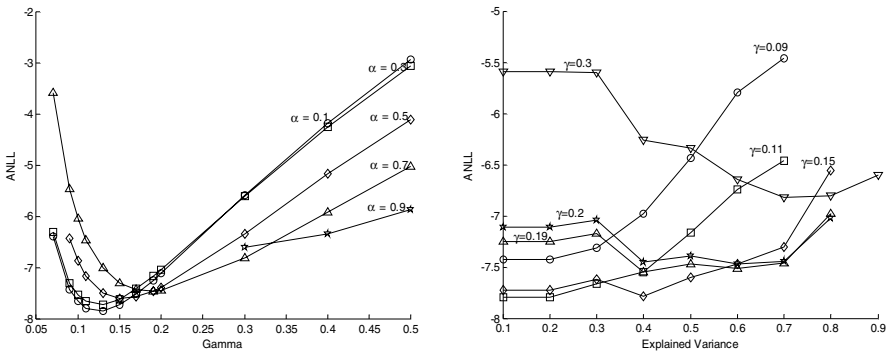 -2
-3
-4
-5
-6
-7
-8
0.05 0.1 0.15 0.2 0.25 0.3 0.35 0.4 0.45 0.5
Gamma
ANLL
α = 0.1
α = 0.3
α = 0.5
α = 0.7
α = 0.9
-5
-5.5
-6
-6.5
-7
-7.5
-8
0.1 0.2 0.3 0.4 0.5 0.6 0.7 0.8 0.9
Explained Variance
ANLL
γ=0.3
γ=0.09
γ=0.11
γ=0.15
γ=0.2
γ=0.19